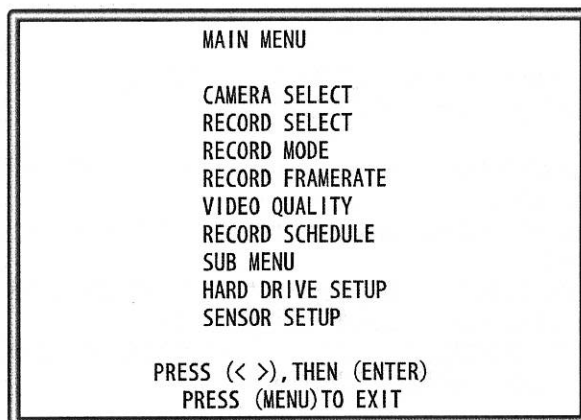 MAIN MENU
CAMERA SELECT
RECORD SELECT
RECORD MODE
RECORD FRAMERATE
VIDEO QUALITY
RECORD SCHEDULE
SUB MENU
HARD DRIVE SETUP
SENSOR SETUP
PRESS (< >), THEN (ENTER)
PRESS (MENU)TO EXIT